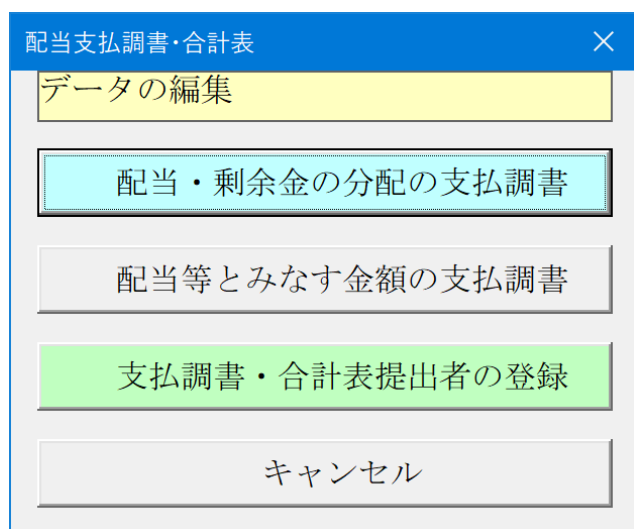 配当支払調書･合計表
データの編集
配当・剰余金の分配の支払調書
配当等とみなす金額の支払調書
支払調書・合計表提出者の登録
キャンセル